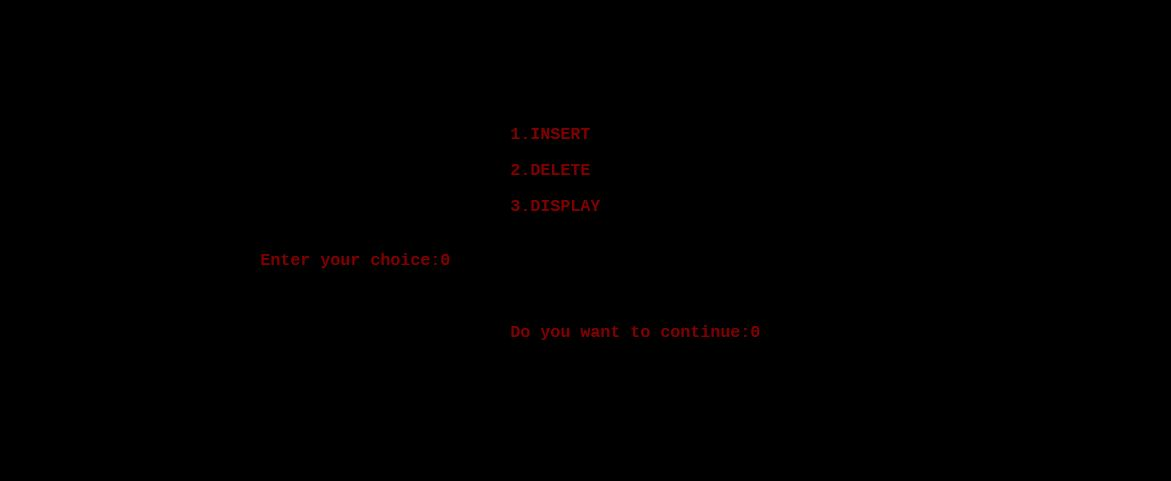 1.INSERT
2.DELETE
3.DISPLAY
Enter your choice:0
Do you want to continue:0